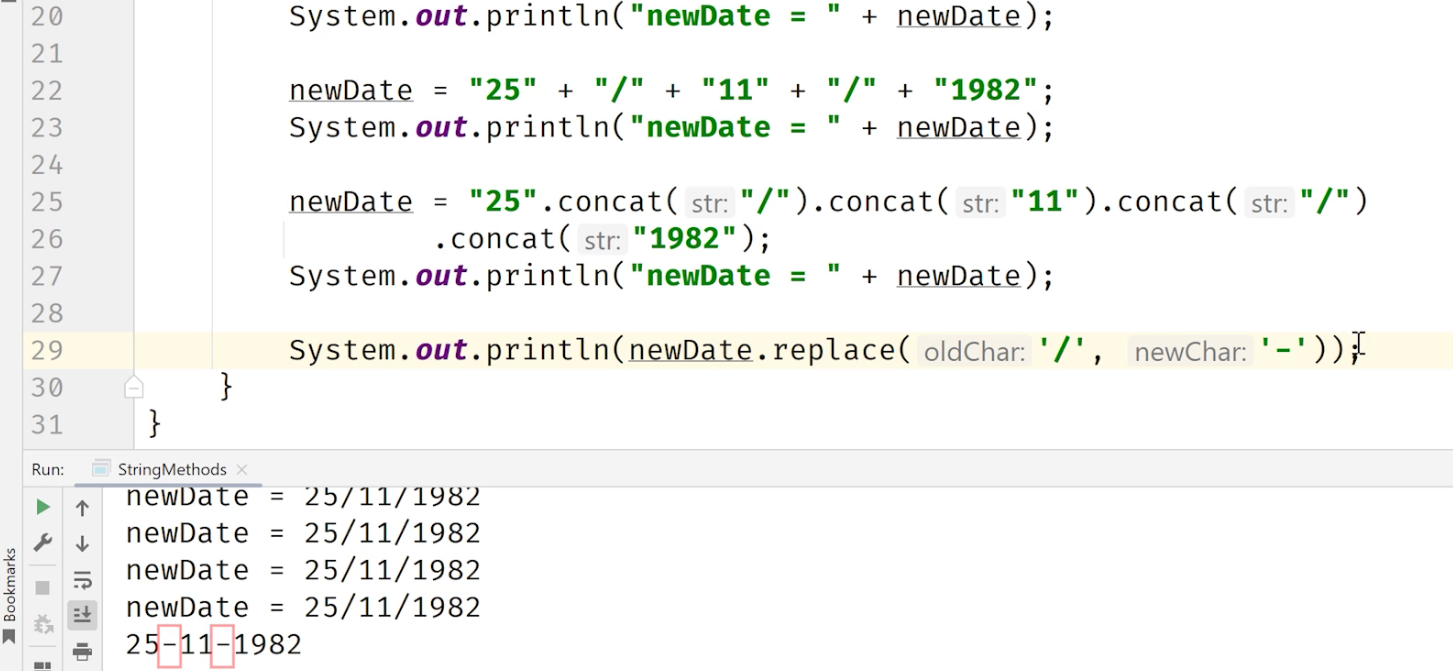 20 System.out.println("newDate = " + newDate);
21
22 newDate = "25" + "/" + "11" + "/" + "1982";
23 System.out.println("newDate = " + newDate);
24
25 newDate = "25".concat( str: "/").concat( str: "11").concat( str: "/")
26 .concat( str: "1982");
27 System.out.println("newDate = " + newDate);
28
29 System.out.println(newDate.replace( oldChar: '/', newChar: '-'));
30 }
31 }
Run: StringMethods
newDate = 25/11/1982
newDate = 25/11/1982
newDate = 25/11/1982
newDate = 25/11/1982
25-11-1982
Bookmarks